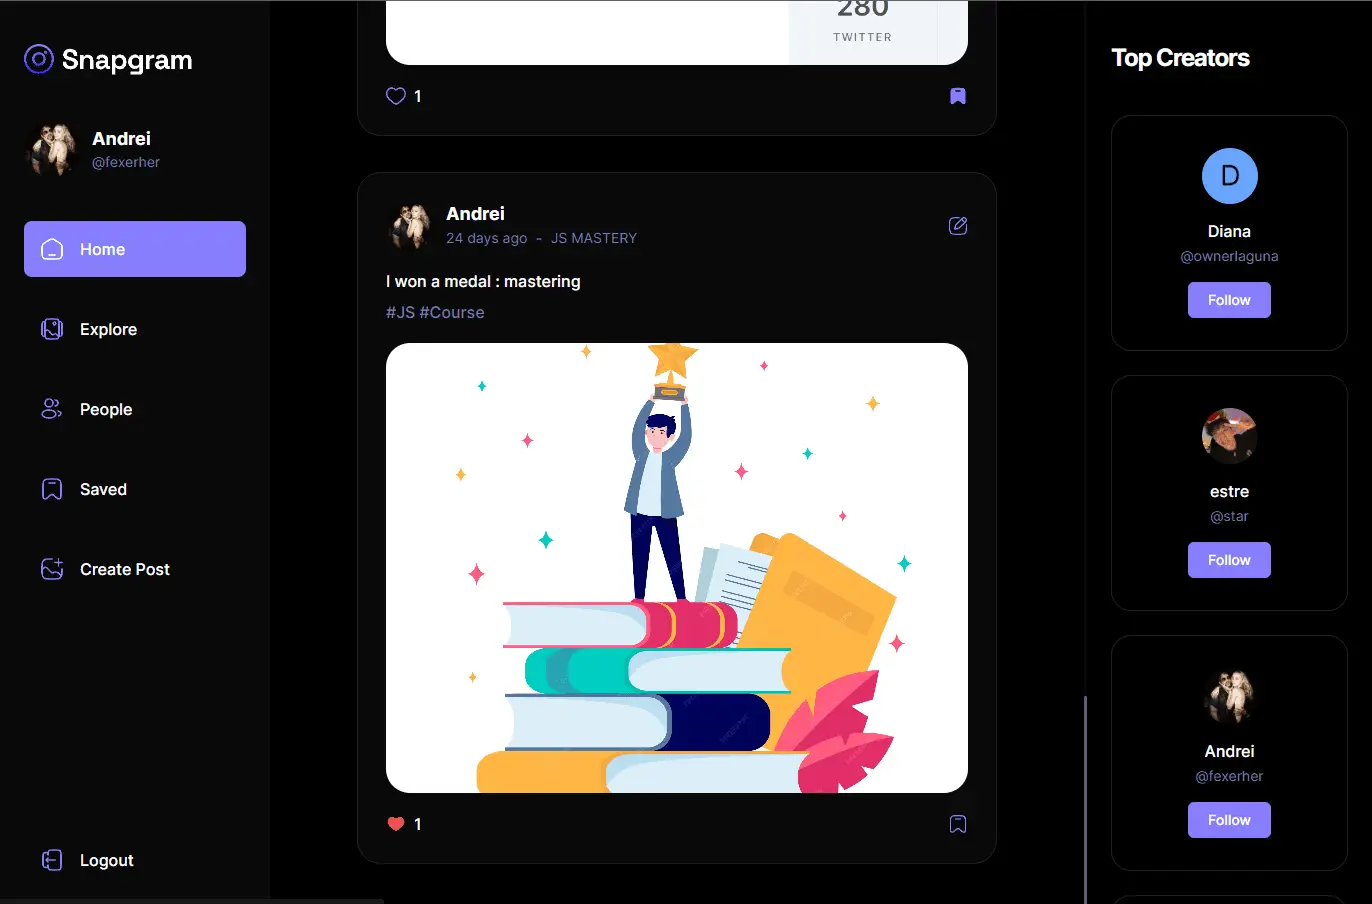 Snapgram
Andrei
@fexerher
Home
Explore
People
Saved
Create Post
Logout
280
TWITTER
1
Andrei
24 days ago - JS MASTERY
I won a medal : mastering
#JS #Course
1
Top Creators
D
Diana
@ownerlaguna
Follow
estre
@star
Follow
Andrei
@fexerher
Follow